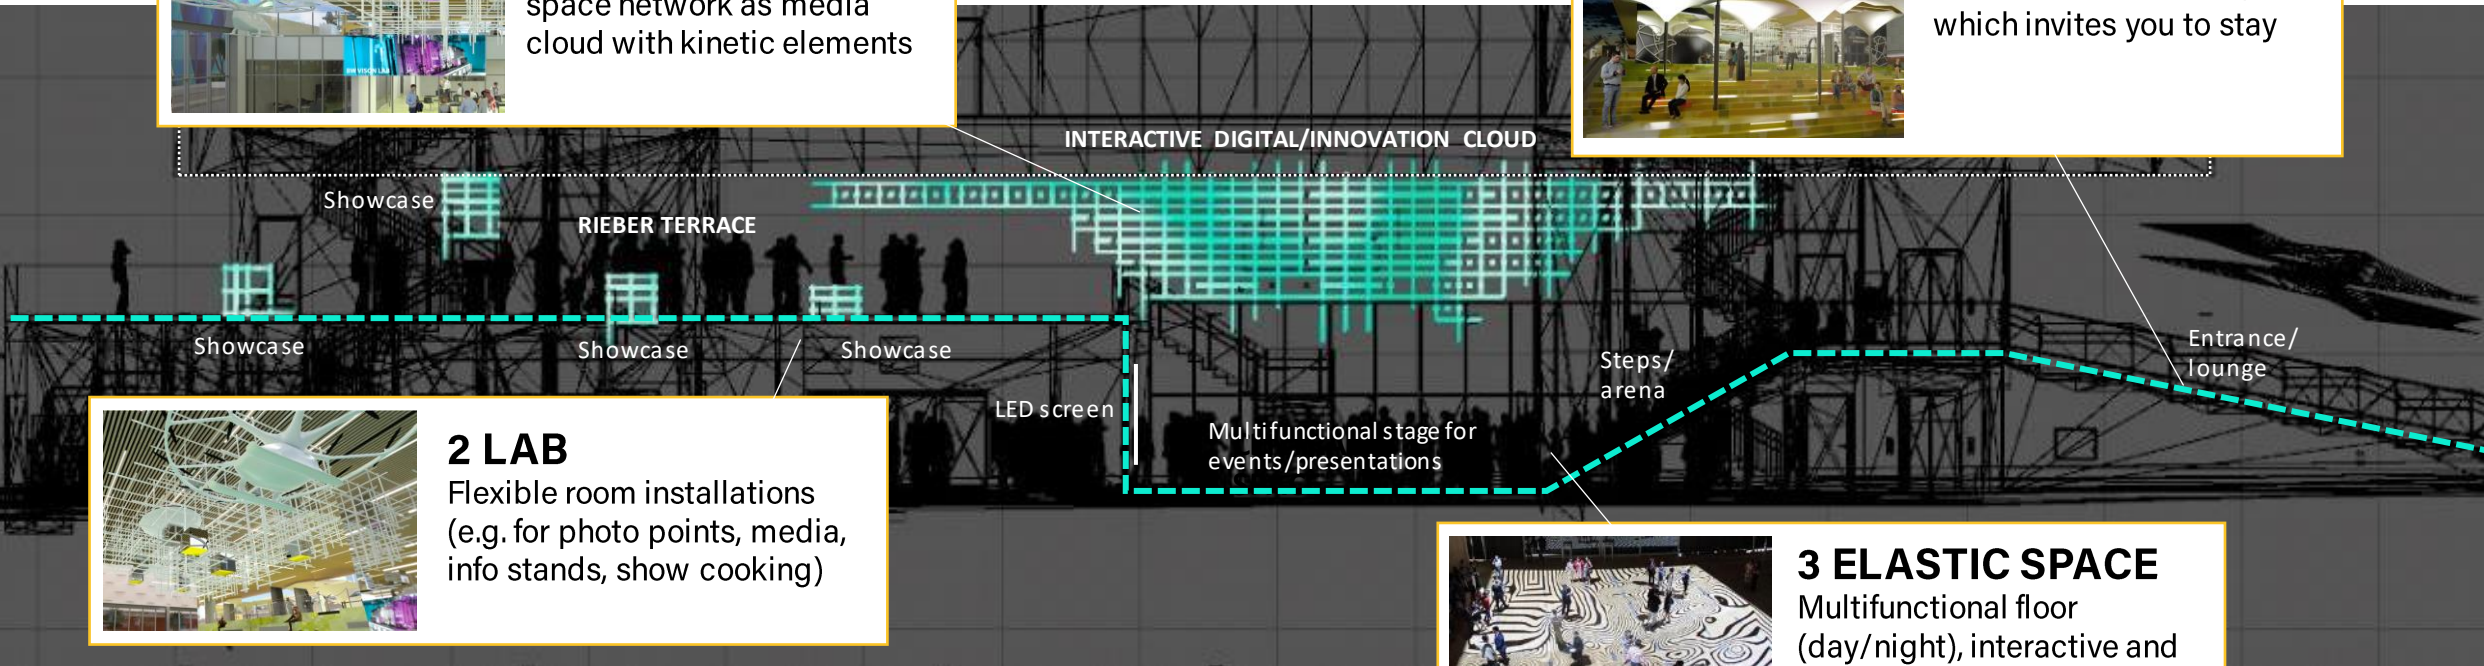 space network as media
cloud with kinetic elements
which invites you to stay
INTERACTIVE DIGITAL/INNOVATION CLOUD
Showcase
RIEBER TERRACE
Showcase
Showcase
Showcase
LED screen
Multifunctional stage for
events/presentations
Steps/
arena
Entrance/
lounge
2 LAB
Flexible room installations
(e.g. for photo points, media,
info stands, show cooking)
3 ELASTIC SPACE
Multifunctional floor
(day/night), interactive and